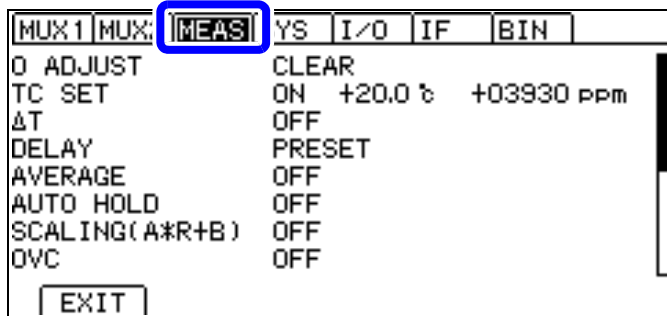 MUX1 MUX2 MEAS YS I/O IF BIN
0 ADJUST CLEAR
TC SET ON +20.0 ℃ +03930 ppm
ΔT OFF
DELAY PRESET
AVERAGE OFF
AUTO HOLD OFF
SCALING(A*R+B) OFF
OVC OFF
EXIT